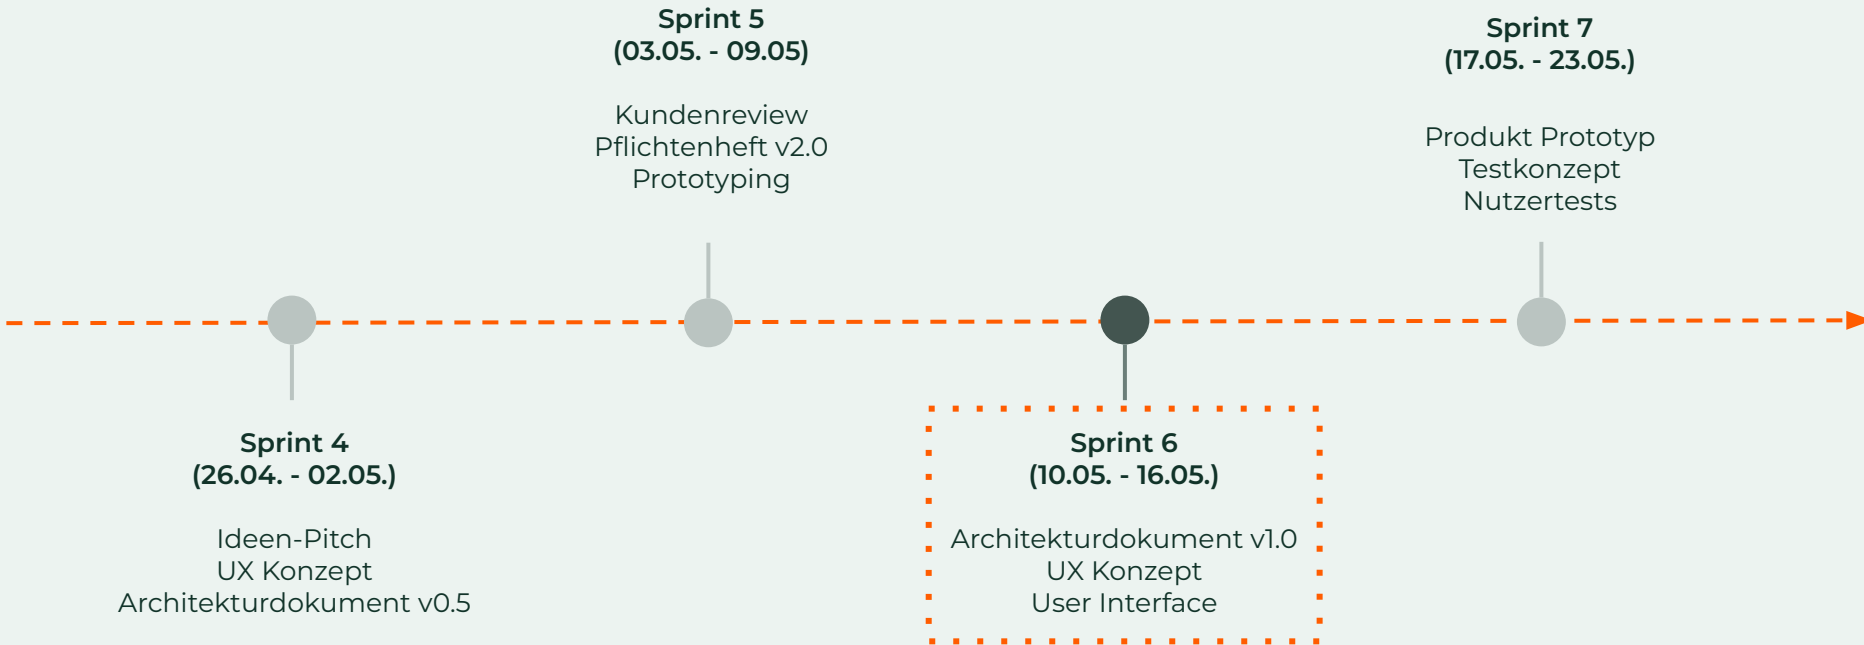 Sprint 5
(03.05. - 09.05)
Kundenreview
Pflichtenheft v2.0
Prototyping
Sprint 7
(17.05. - 23.05.)
Produkt Prototyp
Testkonzept
Nutzertests
Sprint 4
(26.04. - 02.05.)
Ideen-Pitch
UX Konzept
Architekturdokument v0.5
Sprint 6
(10.05. - 16.05.)
Architekturdokument v1.0
UX Konzept
User Interface